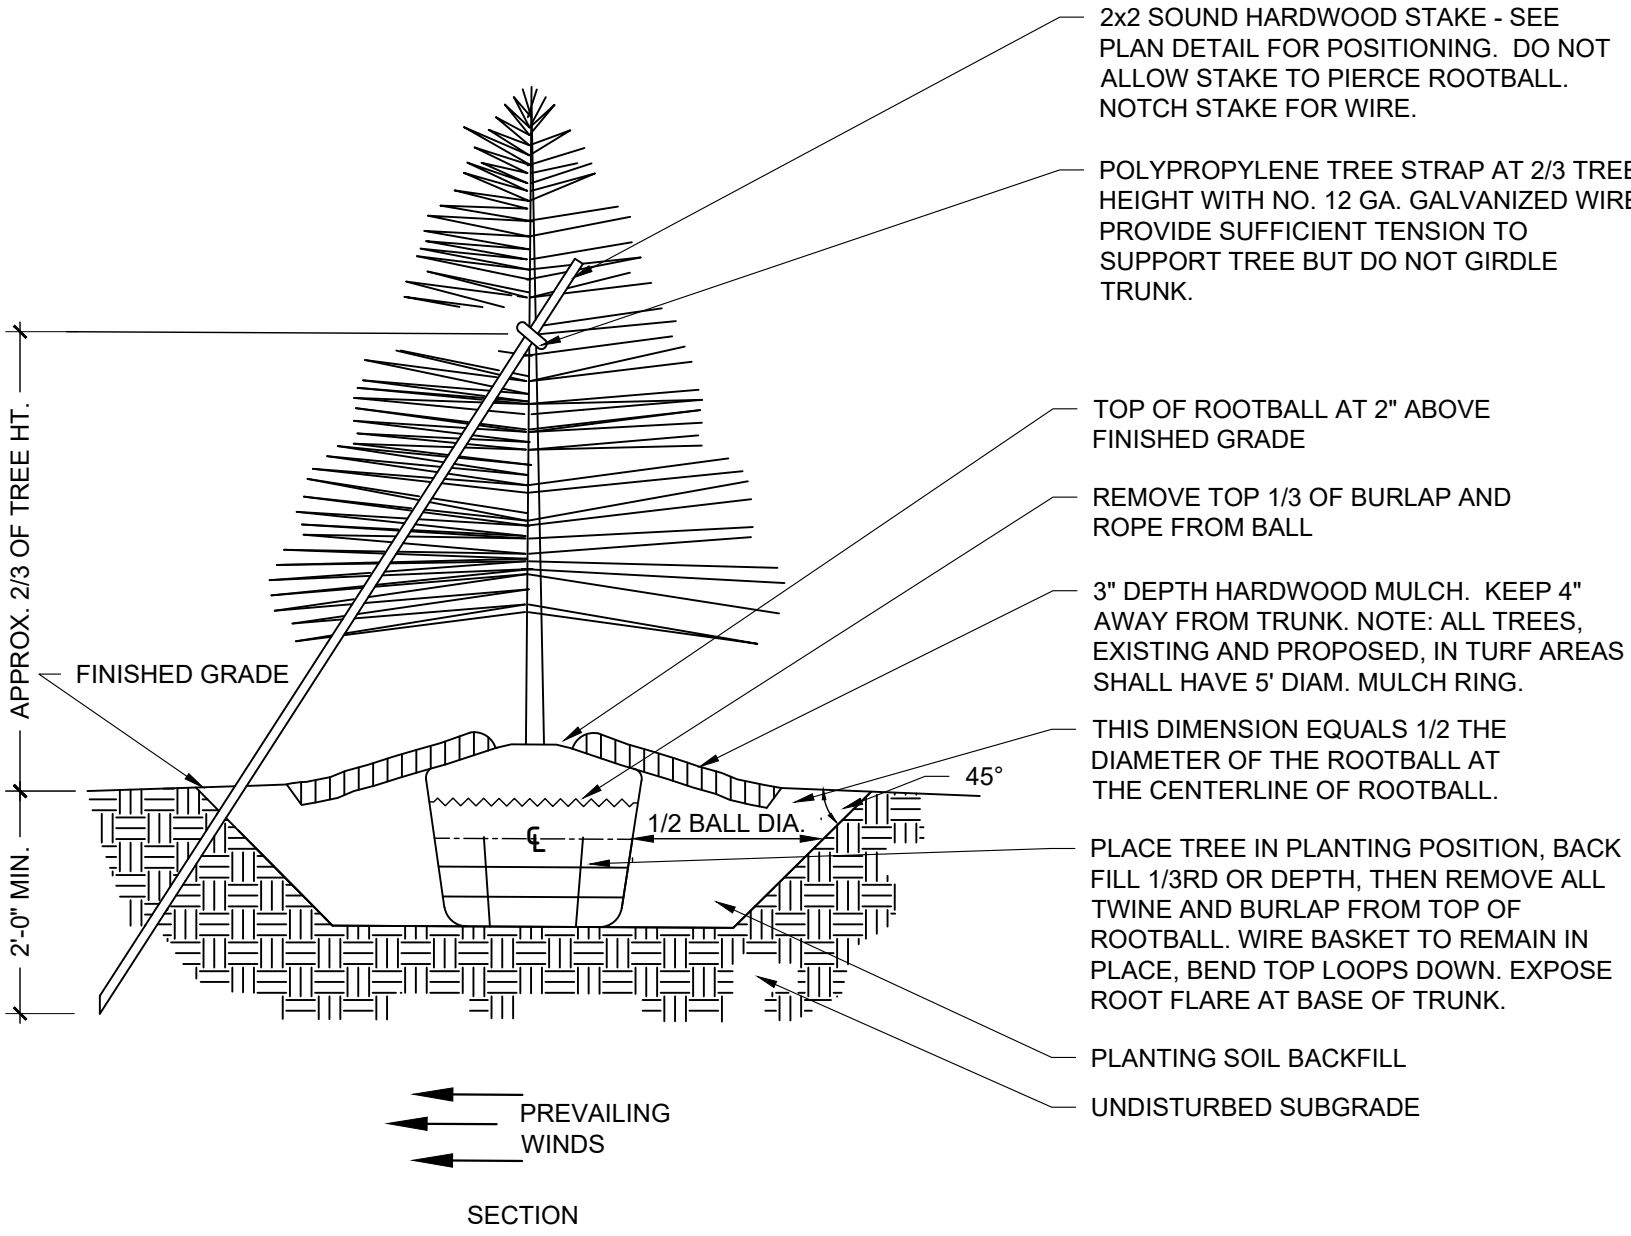 2x2 SOUND HARDWOOD STAKE - SEE
PLAN DETAIL FOR POSITIONING. DO NOT
ALLOW STAKE TO PIERCE ROOTBALL.
NOTCH STAKE FOR WIRE.
POLYPROPYLENE TREE STRAP AT 2/3 TREE
HEIGHT WITH NO. 12 GA. GALVANIZED WIRE
PROVIDE SUFFICIENT TENSION TO
SUPPORT TREE BUT DO NOT GIRDLE
TRUNK.
TOP OF ROOTBALL AT 2" ABOVE
FINISHED GRADE
REMOVE TOP 1/3 OF BURLAP AND
ROPE FROM BALL
3" DEPTH HARDWOOD MULCH. KEEP 4"
AWAY FROM TRUNK. NOTE: ALL TREES,
EXISTING AND PROPOSED, IN TURF AREAS
SHALL HAVE 5' DIAM. MULCH RING.
THIS DIMENSION EQUALS 1/2 THE
DIAMETER OF THE ROOTBALL AT
THE CENTERLINE OF ROOTBALL.
45°
PLACE TREE IN PLANTING POSITION, BACK
FILL 1/3RD OR DEPTH, THEN REMOVE ALL
TWINE AND BURLAP FROM TOP OF
ROOTBALL. WIRE BASKET TO REMAIN IN
PLACE, BEND TOP LOOPS DOWN. EXPOSE
ROOT FLARE AT BASE OF TRUNK.
PLANTING SOIL BACKFILL
UNDISTURBED SUBGRADE
APPROX. 2/3 OF TREE HT.
2'-0" MIN.
FINISHED GRADE
℄
1/2 BALL DIA.
PREVAILING
WINDS
SECTION